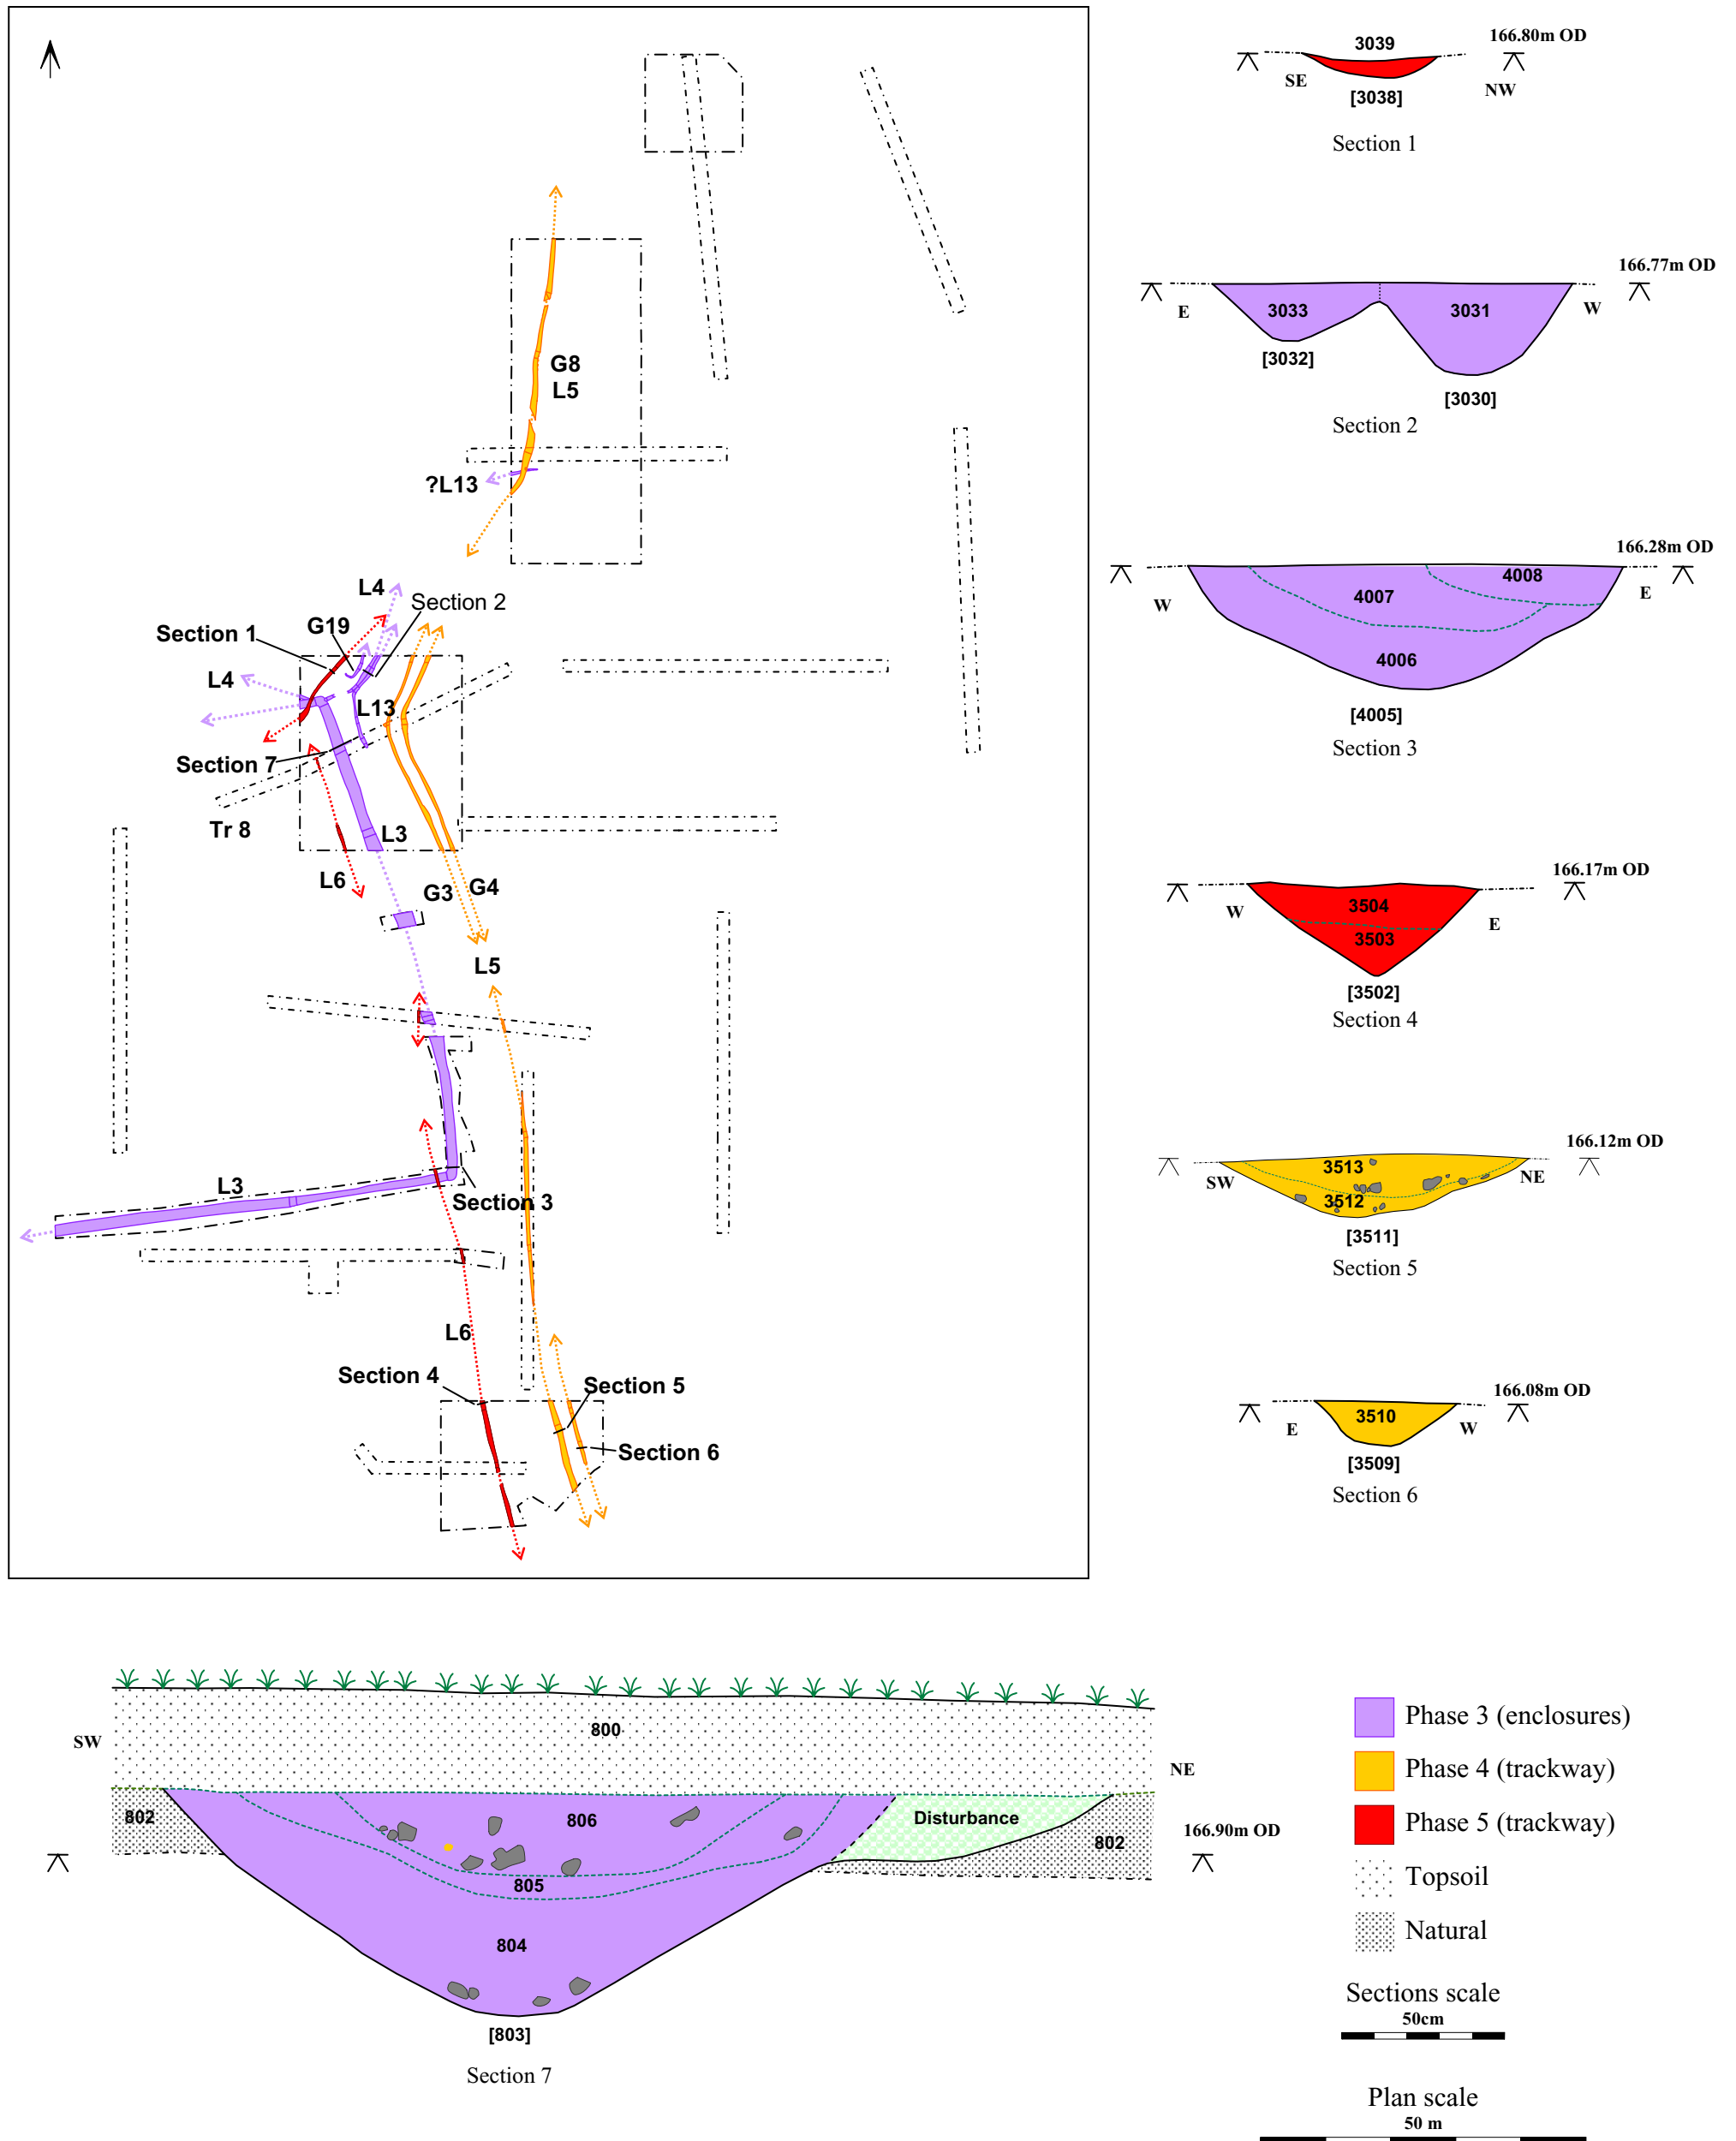 G8
L5
?L13
L4
Section 2
G19
Section 1
L4
L13
Section 7
Tr 8
L3
L6
G3
G4
L5
L3
Section 3
L6
Section 4
Section 5
Section 6
166.80m OD
3039
SE
NW
[3038]
Section 1
166.77m OD
E
3033
3031
W
[3032]
[3030]
Section 2
166.28m OD
4008
W
4007
E
4006
[4005]
Section 3
166.17m OD
W
3504
E
3503
[3502]
Section 4
166.12m OD
3513
SW
NE
3512
[3511]
Section 5
166.08m OD
3510
E
W
[3509]
Section 6
800
SW
NE
802
806
Disturbance
802
166.90m OD
805
804
[803]
Section 7
Phase 3 (enclosures)
Phase 4 (trackway)
Phase 5 (trackway)
Topsoil
Natural
Sections scale
50cm
Plan scale
50 m